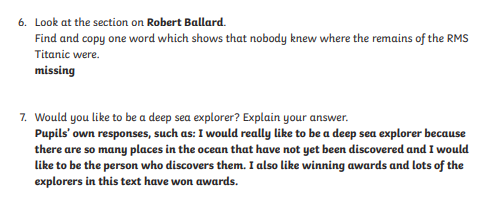 6. Look at the section on Robert Ballard.
Find and copy one word which shows that nobody knew where the remains of the RMS
Titanic were.
missing
7. Would you like to be a deep sea explorer? Explain your answer.
Pupils' own responses, such as: I would really like to be a deep sea explorer because
there are so many places in the ocean that have not yet been discovered and I would
like to be the person who discovers them. I also like winning awards and lots of the
explorers in this text have won awards.